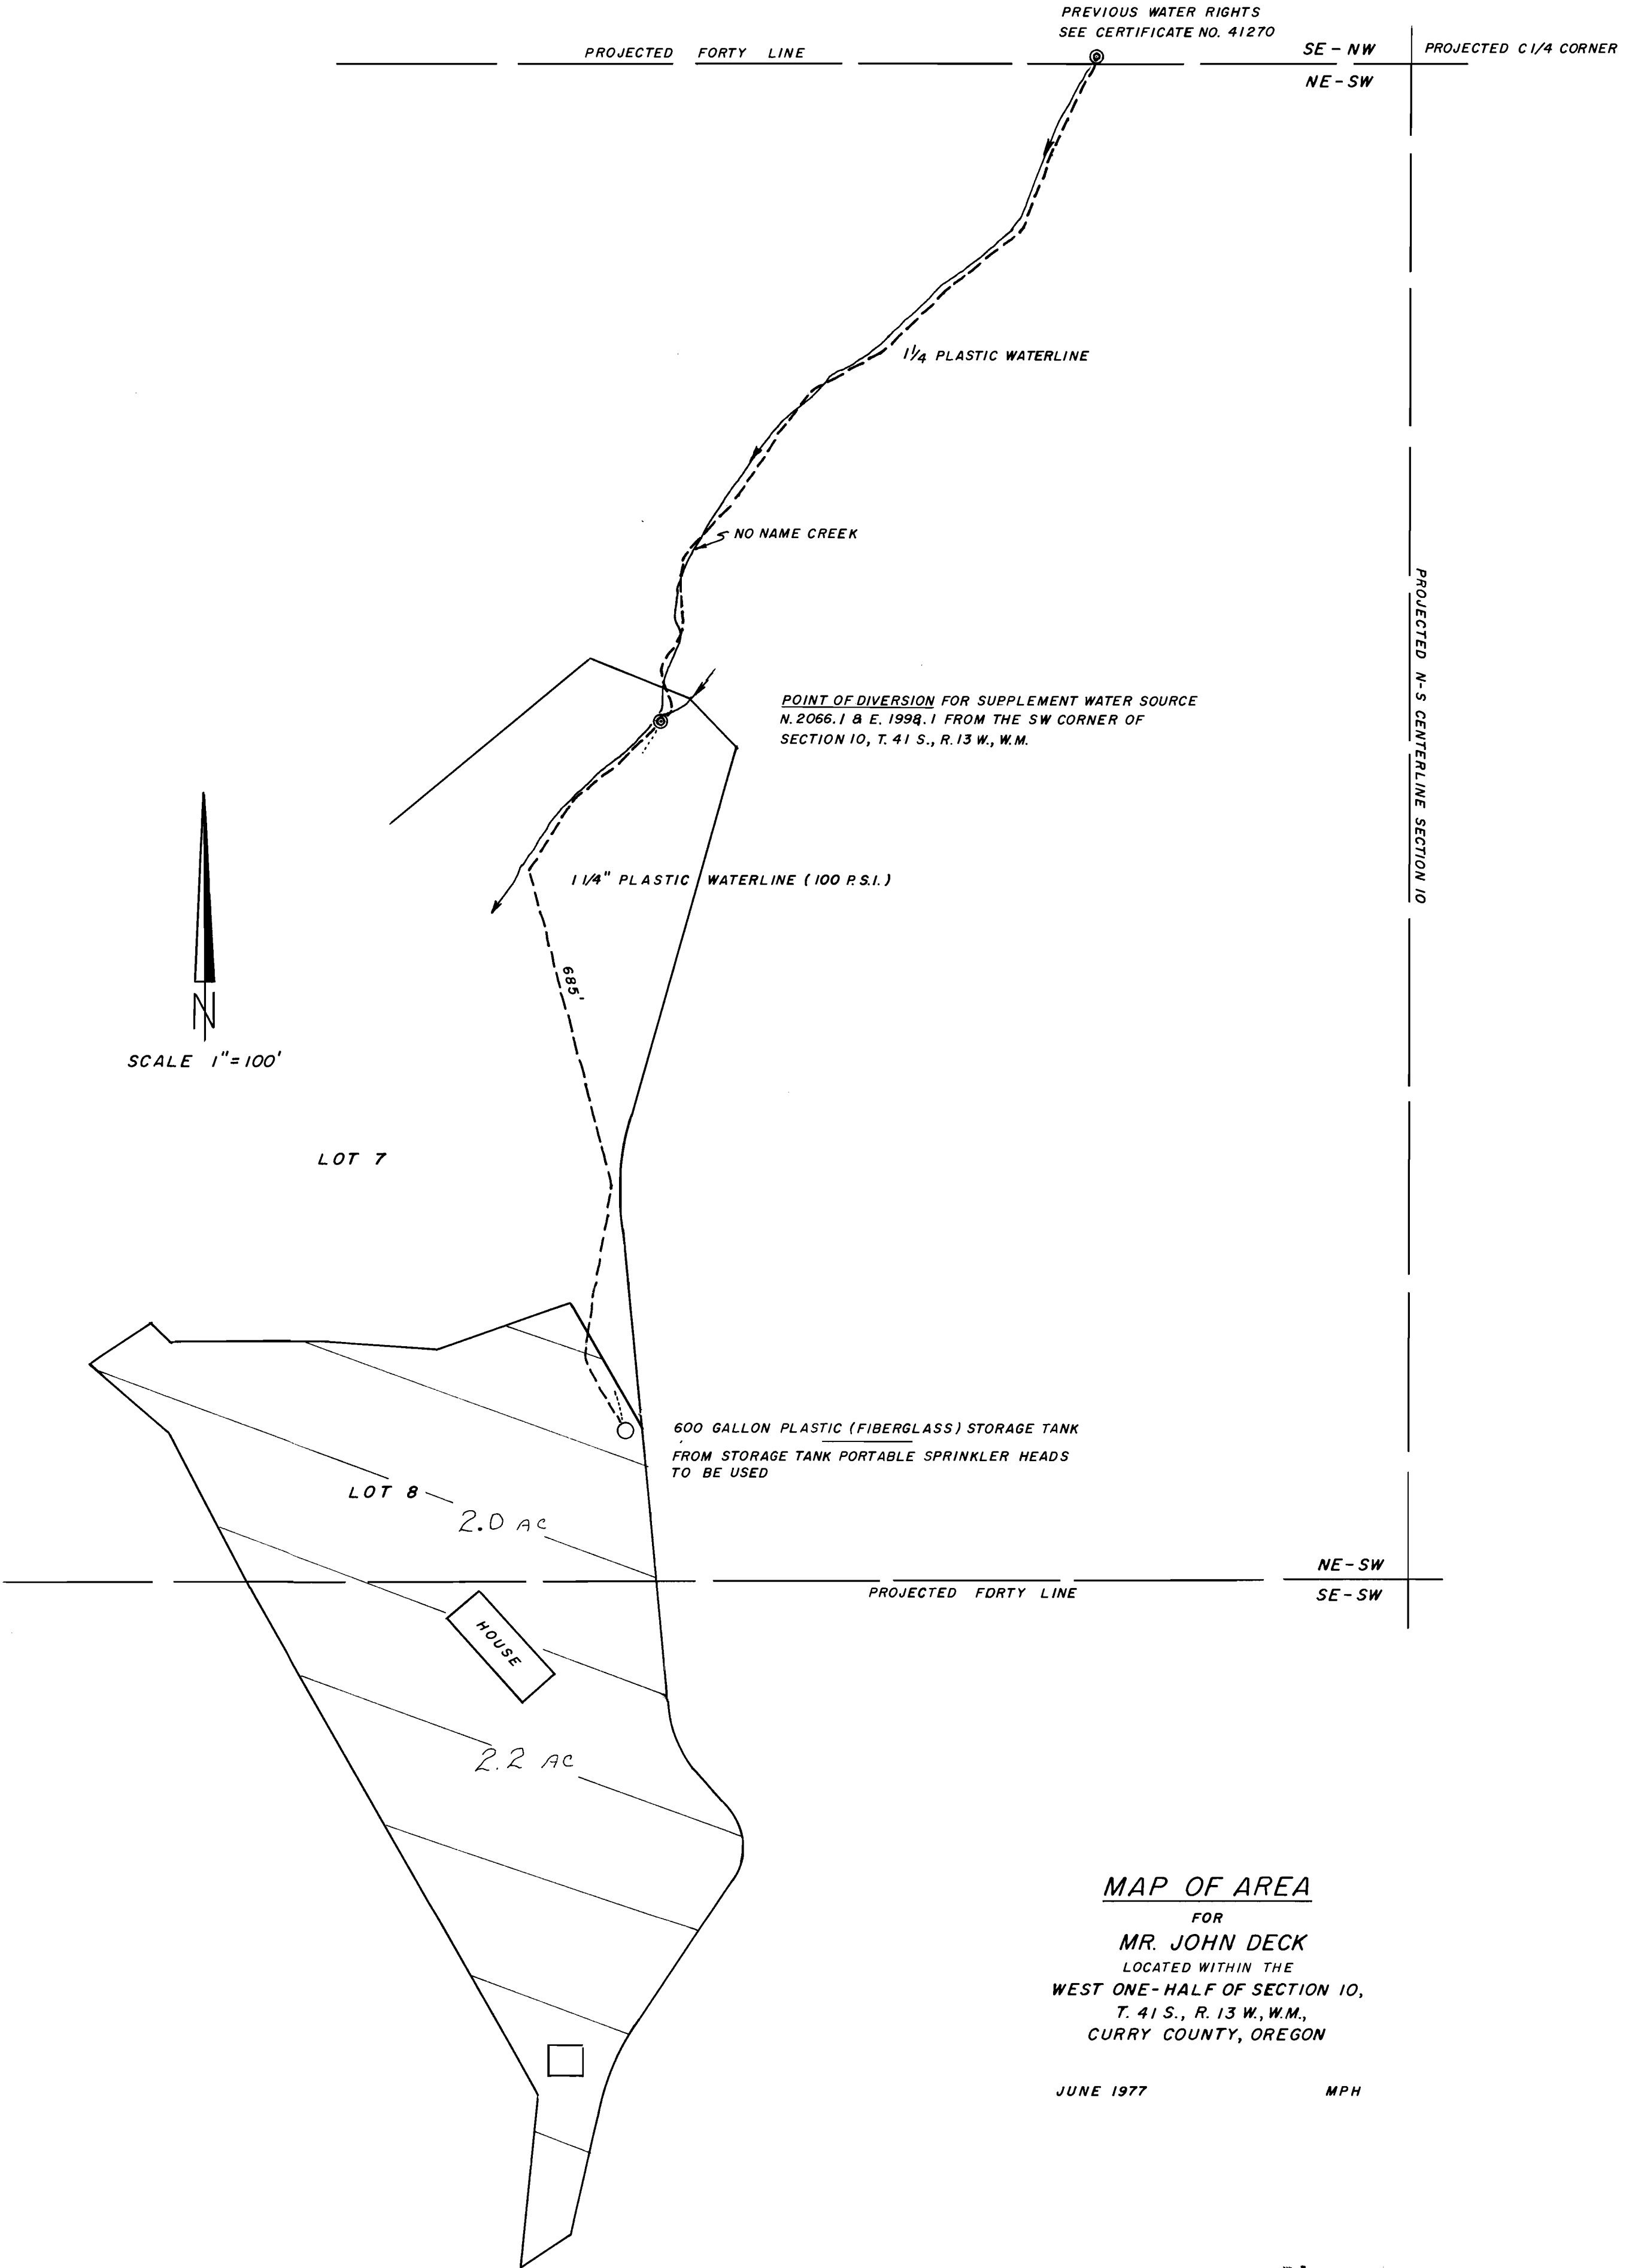 PREVIOUS WATER RIGHTS
SEE CERTIFICATE NO. 41270
PROJECTED FORTY LINE
SE - NW
PROJECTED C 1/4 CORNER
NE - SW
1 1/4 PLASTIC WATERLINE
NO NAME CREEK
PROJECTED N-S CENTERLINE SECTION 10
POINT OF DIVERSION FOR SUPPLEMENT WATER SOURCE
N. 2066.1 & E. 1998.1 FROM THE SW CORNER OF
SECTION 10, T. 41 S., R. 13 W., W.M.
1 1/4" PLASTIC WATERLINE (100 P.S.I.)
685'
N
SCALE 1"=100'
LOT 7
600 GALLON PLASTIC (FIBERGLASS) STORAGE TANK
FROM STORAGE TANK PORTABLE SPRINKLER HEADS
TO BE USED
LOT 8
2.0 AC
NE - SW
PROJECTED FORTY LINE
SE - SW
HOUSE
2.2 AC
MAP OF AREA
FOR
MR. JOHN DECK
LOCATED WITHIN THE
WEST ONE-HALF OF SECTION 10,
T. 41 S., R. 13 W., W.M.,
CURRY COUNTY, OREGON
JUNE 1977 MPH